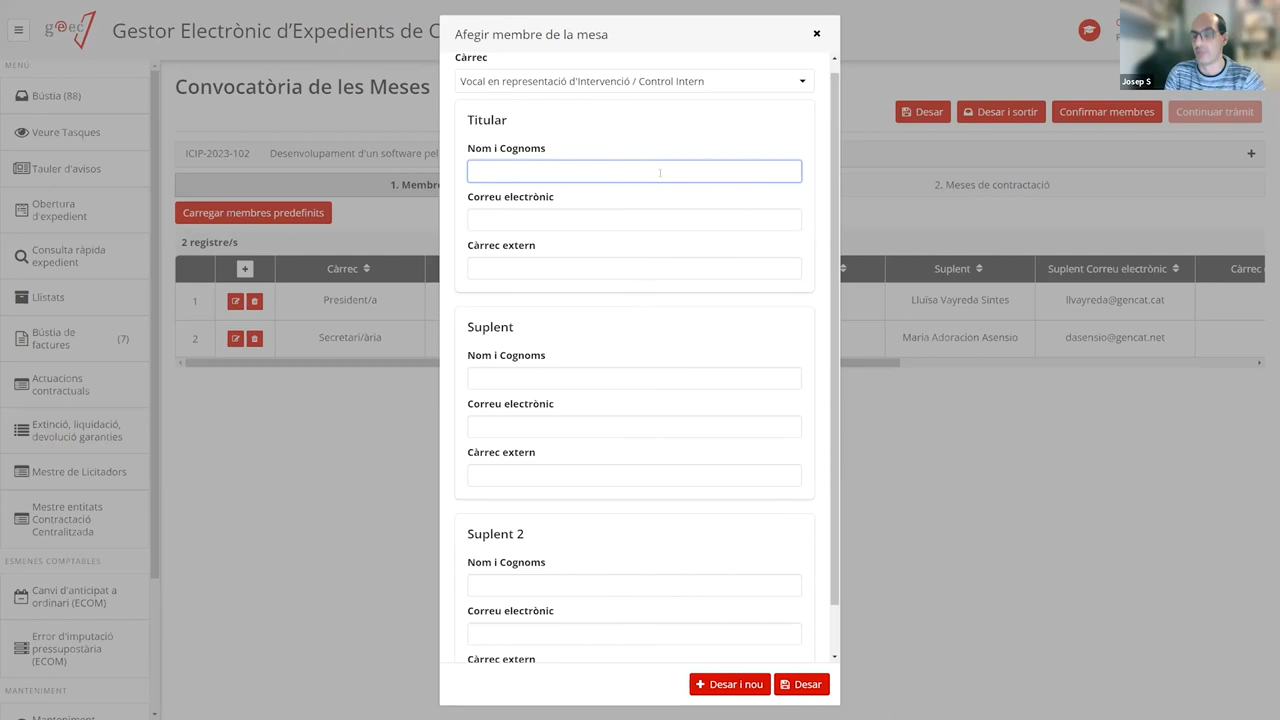 geec
Gestor Electrònic d'Expedients de C
Josep S
MENÚ
Bústia (88)
Veure Tasques
Tauler d'avisos
Obertura
d'expedient
Consulta ràpida
expedient
Llistats
Bústia de
factures
(7)
Actuacions
contractuals
Extinció, liquidació,
devolució garanties
Mestre de Licitadors
Mestre entitats
Contractació
Centralitzada
ESMENES COMPTABLES
Canvi d'anticipat a
ordinari (ECOM)
Error d'imputació
pressupostària
(ECOM)
MANTENIMENT
Convocatòria de les Meses
Desar
Desar i sortir
Confirmar membres
Continuar tràmit
ICIP-2023-102
Desenvolupament d'un software pel
1. Membre
2. Meses de contractació
Carregar membres predefinits
2 registre/s
Càrrec
Suplent
Suplent Correu electrònic
Càrrec
1
President/a
Lluïsa Vayreda Sintes
llvayreda@gencat.cat
2
Secretari/ària
Maria Adoracion Asensio
dasensio@gencat.net
Afegir membre de la mesa
Càrrec
Vocal en representació d'Intervenció / Control Intern
Titular
Nom i Cognoms
Correu electrònic
Càrrec extern
Suplent
Nom i Cognoms
Correu electrònic
Càrrec extern
Suplent 2
Nom i Cognoms
Correu electrònic
Càrrec extern
Desar i nou
Desar